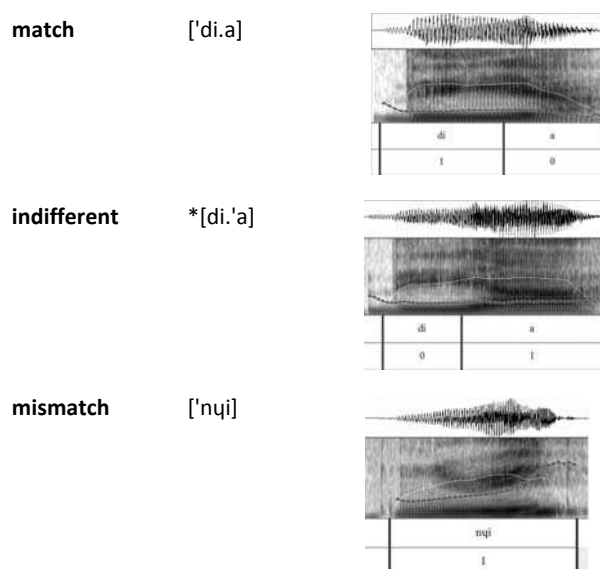 match ['di.a]
di a
1 0
indifferent *[di.'a]
di a
0 1
mismatch ['nɥi]
nɥi
1